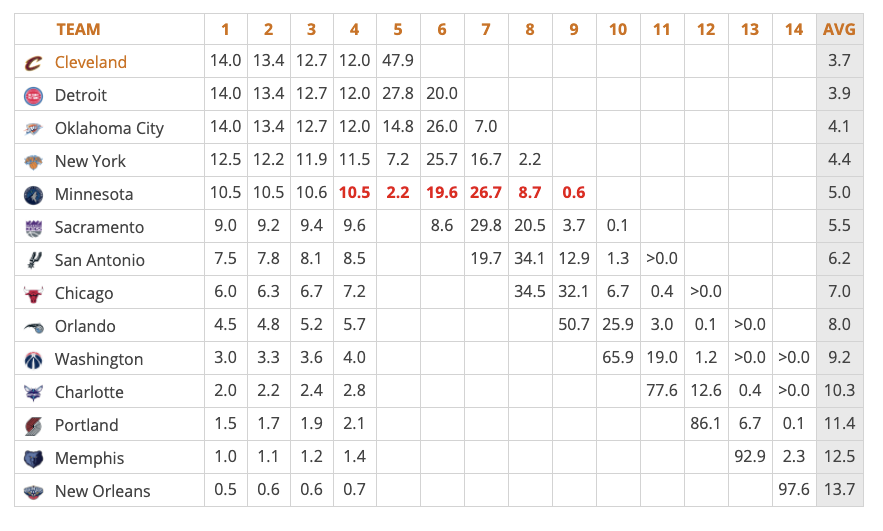 TEAM 1 2 3 4 5 6 7 8 9 10 11 12 13 14 AVG
Cleveland 14.0 13.4 12.7 12.0 47.9 3.7
Detroit 14.0 13.4 12.7 12.0 27.8 20.0 3.9
Oklahoma City 14.0 13.4 12.7 12.0 14.8 26.0 7.0 4.1
New York 12.5 12.2 11.9 11.5 7.2 25.7 16.7 2.2 4.4
Minnesota 10.5 10.5 10.6 10.5 2.2 19.6 26.7 8.7 0.6 5.0
Sacramento 9.0 9.2 9.4 9.6 8.6 29.8 20.5 3.7 0.1 5.5
San Antonio 7.5 7.8 8.1 8.5 19.7 34.1 12.9 1.3 >0.0 6.2
Chicago 6.0 6.3 6.7 7.2 34.5 32.1 6.7 0.4 >0.0 7.0
Orlando 4.5 4.8 5.2 5.7 50.7 25.9 3.0 0.1 >0.0 8.0
Washington 3.0 3.3 3.6 4.0 65.9 19.0 1.2 >0.0 >0.0 9.2
Charlotte 2.0 2.2 2.4 2.8 77.6 12.6 0.4 >0.0 10.3
Portland 1.5 1.7 1.9 2.1 86.1 6.7 0.1 11.4
Memphis 1.0 1.1 1.2 1.4 92.9 2.3 12.5
New Orleans 0.5 0.6 0.6 0.7 97.6 13.7